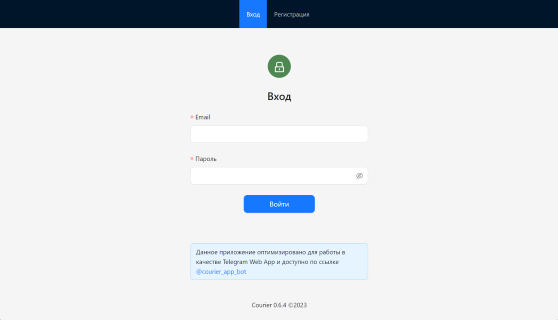 Вход Регистрация
Вход
* Email
* Пароль
Войти
Данное приложение оптимизировано для работы в
качестве Telegram Web App и доступно по ссылке
@courier_app_bot
Courier 0.6.4 ©2023